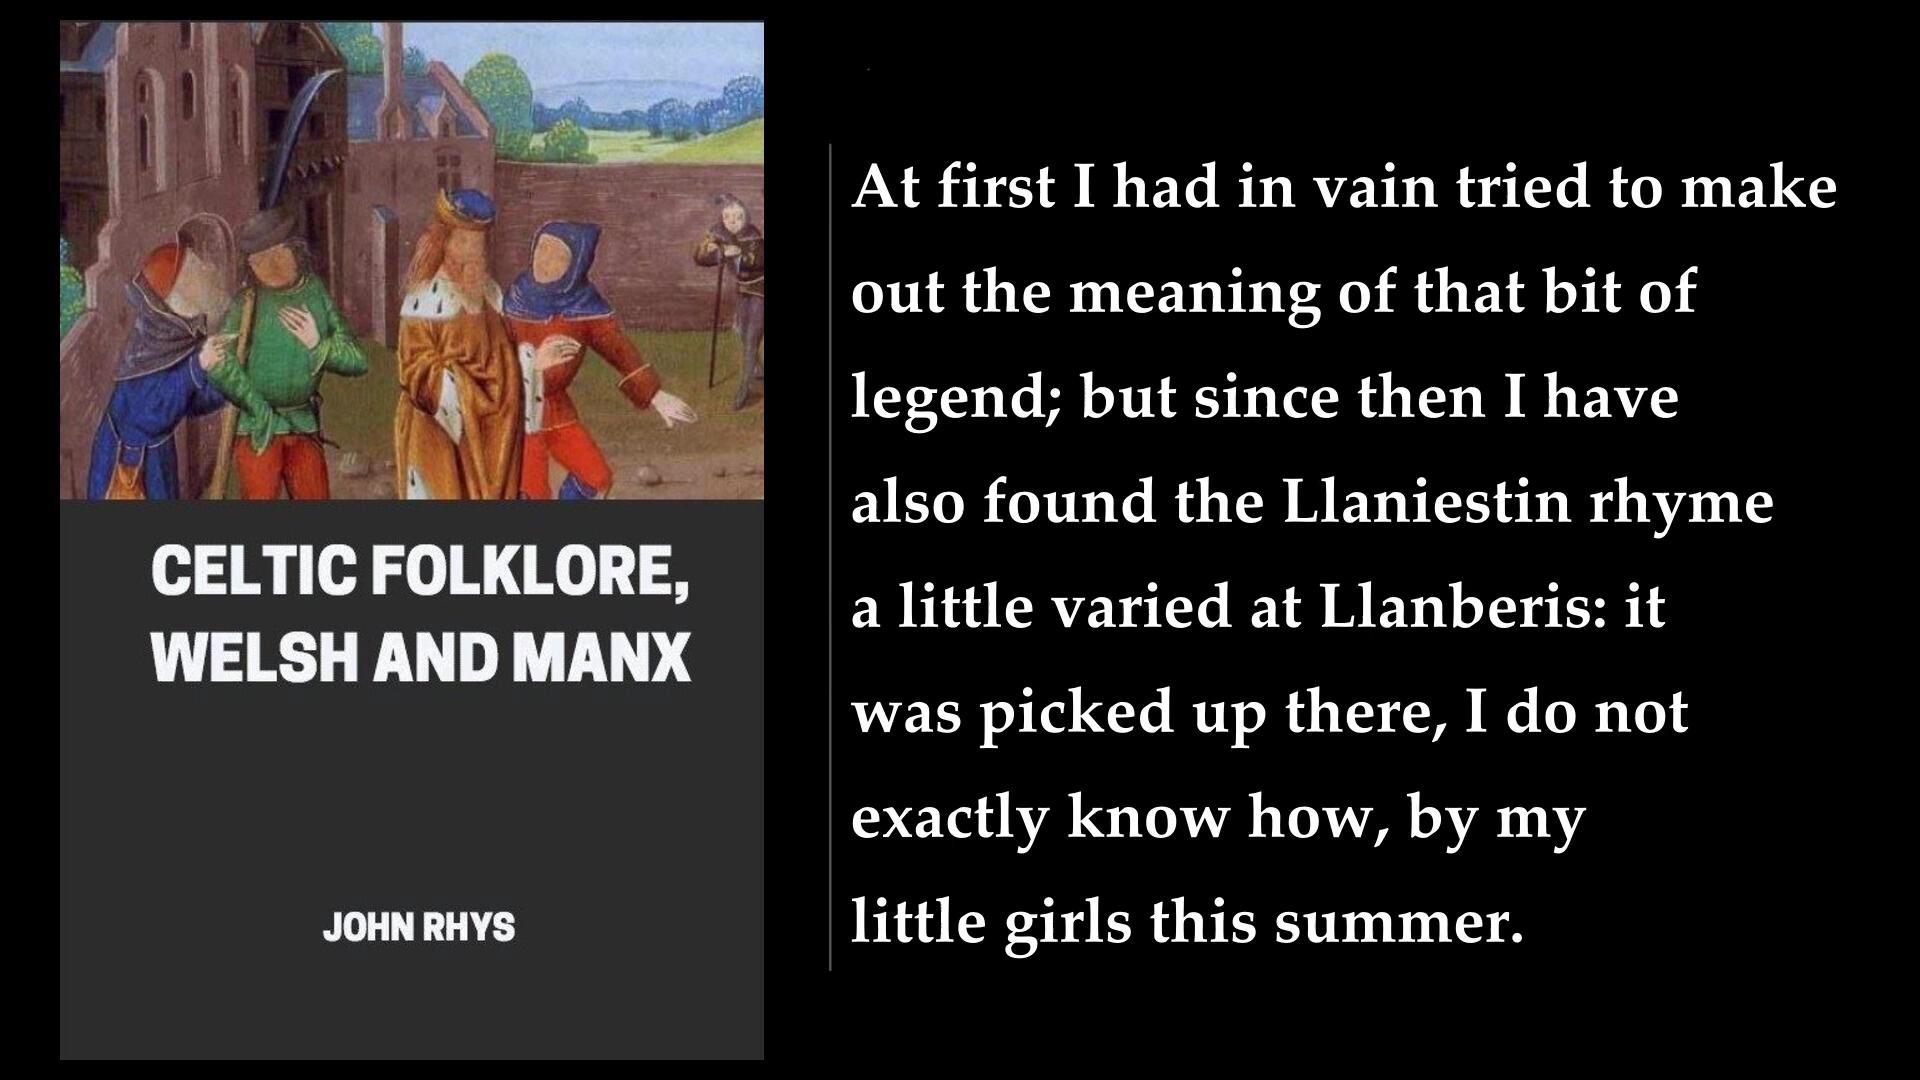 CELTIC FOLKLORE,
WELSH AND MANX
JOHN RHYS
At first I had in vain tried to make
out the meaning of that bit of
legend; but since then I have
also found the Llaniestin rhyme
a little varied at Llanberis: it
was picked up there, I do not
exactly know how, by my
little girls this summer.